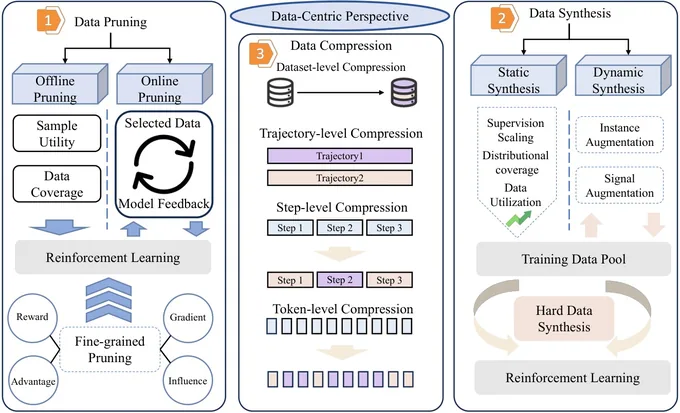 1
Data Pruning
Offline
Pruning
Online
Pruning
Sample
Utility
Data
Coverage
Selected Data
Model Feedback
Reinforcement Learning
Reward
Gradient
Fine-grained
Pruning
Advantage
Influence
Data-Centric Perspective
3
Data Compression
Dataset-level Compression
Trajectory-level Compression
Trajectory1
Trajectory2
Step-level Compression
Step 1
Step 2
Step 3
Step 1
Step 2
Step 3
Token-level Compression
2
Data Synthesis
Static
Synthesis
Dynamic
Synthesis
Supervision
Scaling
Distributional
coverage
Data
Utilization
Instance
Augmentation
Signal
Augmentation
Training Data Pool
Hard Data
Synthesis
Reinforcement Learning